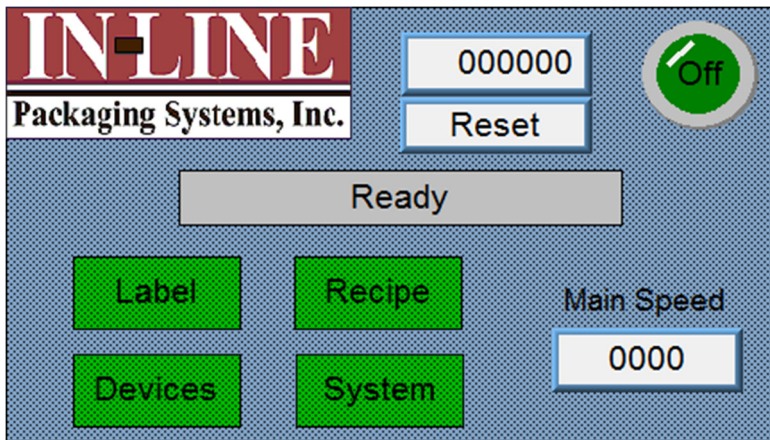 IN-LINE
Packaging Systems, Inc.
000000
Reset
Off
Ready
Label
Recipe
Devices
System
Main Speed
0000